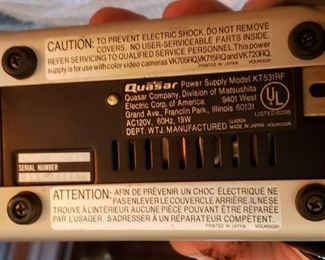 CAUTION: TO PREVENT ELECTRIC SHOCK, DO NOT REMOVE
COVERS. NO USER-SERVICEABLE PARTS INSIDE.
REFER SERVICING TO QUALIFIED SERVICE PERSONNEL. This power
supply is for use with color video cameras VK705RQ, VK715RQ and VK720RQ.
PRINTED IN JAPAN
Quasar Power Supply Model KT531RF
Quasar Company, Division of Matsushita
Electric Corp. of America 9401 West
Grand Ave., Franclin Park, Illinois 60131
AC120V, 60Hz, 19W
DEPT. WTJ. MANUFACTURED
UL
LISTED
SERIAL NUMBER
ATTENTION: AFIN DE PRÉVENIR UN CHOC ÉLECTRIQUE NE
PAS ENLEVER LE COUVERCLE ARRIÈRE. IL NE SE
TROUVE À L'INTÉRIEUR AUCUNE PIÈCE POUVANT ÊTRE RÉPARÉE
PAR L'USAGER. S'ADRESSER À UN RÉPARATEUR COMPÉTENT.
PRINTED IN JAPAN